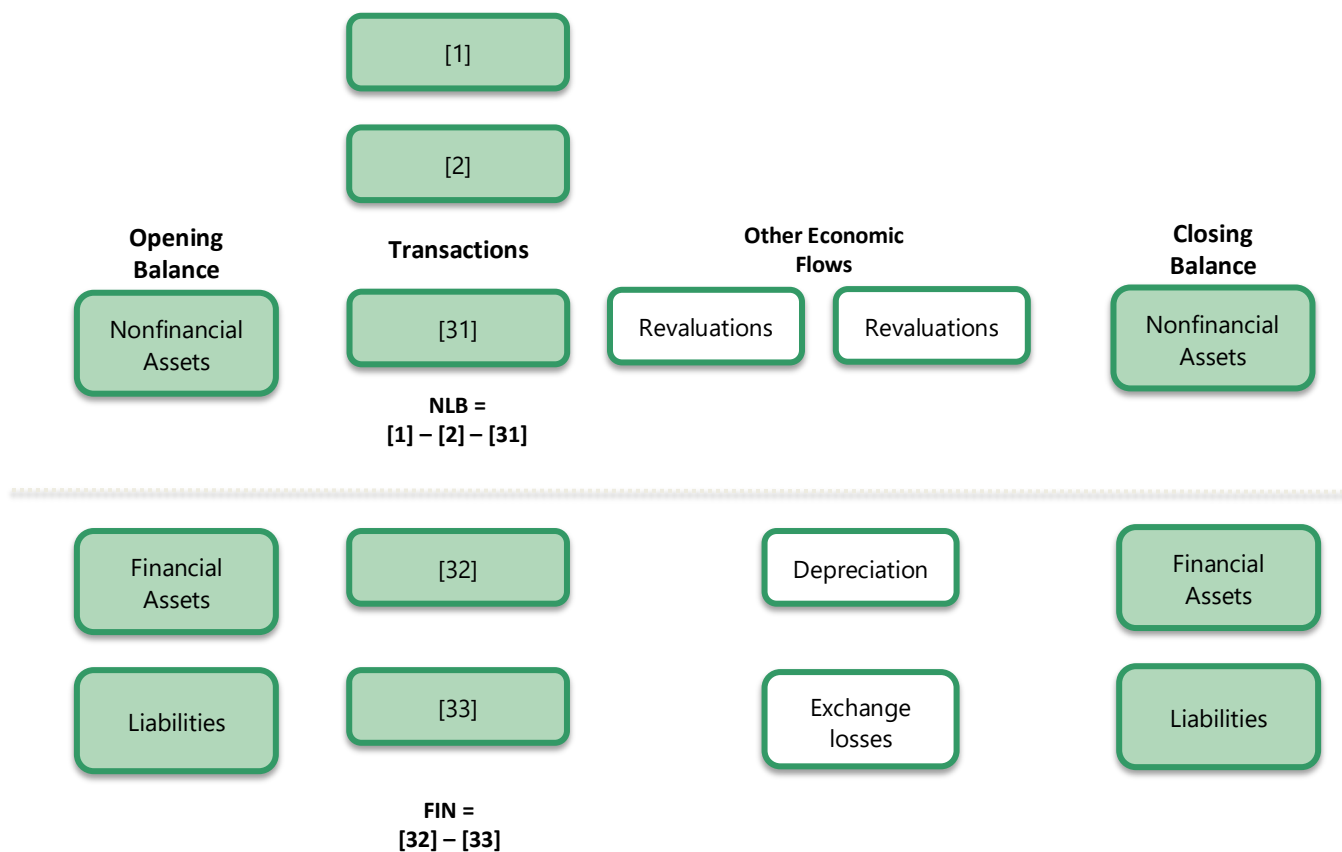 [1]
[2]
Opening
Balance
Transactions
Other Economic
Flows
Closing
Balance
Nonfinancial
Assets
[31]
Revaluations
Revaluations
Nonfinancial
Assets
NLB =
[1] – [2] – [31]
Financial
Assets
[32]
Depreciation
Financial
Assets
Liabilities
[33]
Exchange
losses
Liabilities
FIN =
[32] – [33]